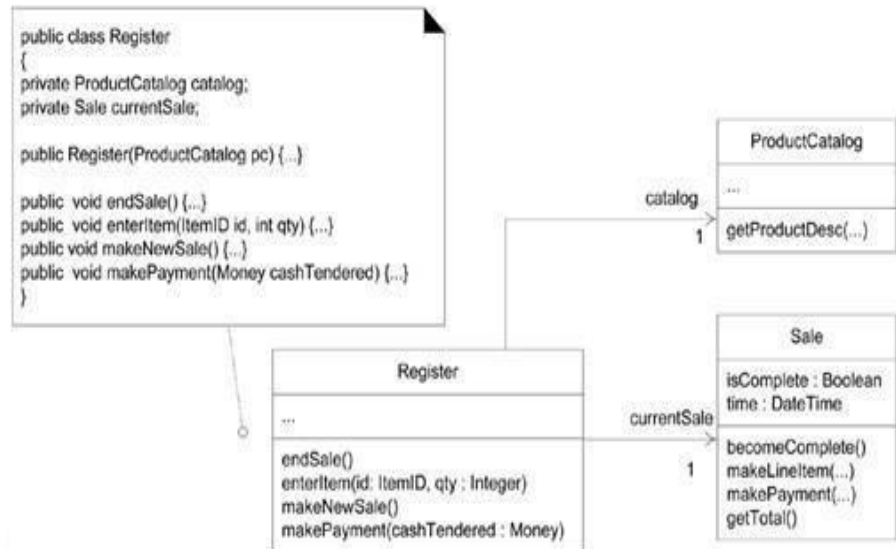 public class Register
{
private ProductCatalog catalog;
private Sale currentSale;
public Register(ProductCatalog pc) {...}
public void endSale() {...}
public void enterItem(ItemID id, int qty) {...}
public void makeNewSale() {...}
public void makePayment(Money cashTendered) {...}
}
ProductCatalog
...
getProductDesc(...)
catalog
1
Register
...
endSale()
enterItem(id: ItemID, qty : Integer)
makeNewSale()
makePayment(cashTendered : Money)
currentSale
1
Sale
isComplete : Boolean
time : DateTime
becomeComplete()
makeLineItem(...)
makePayment(...)
getTotal()